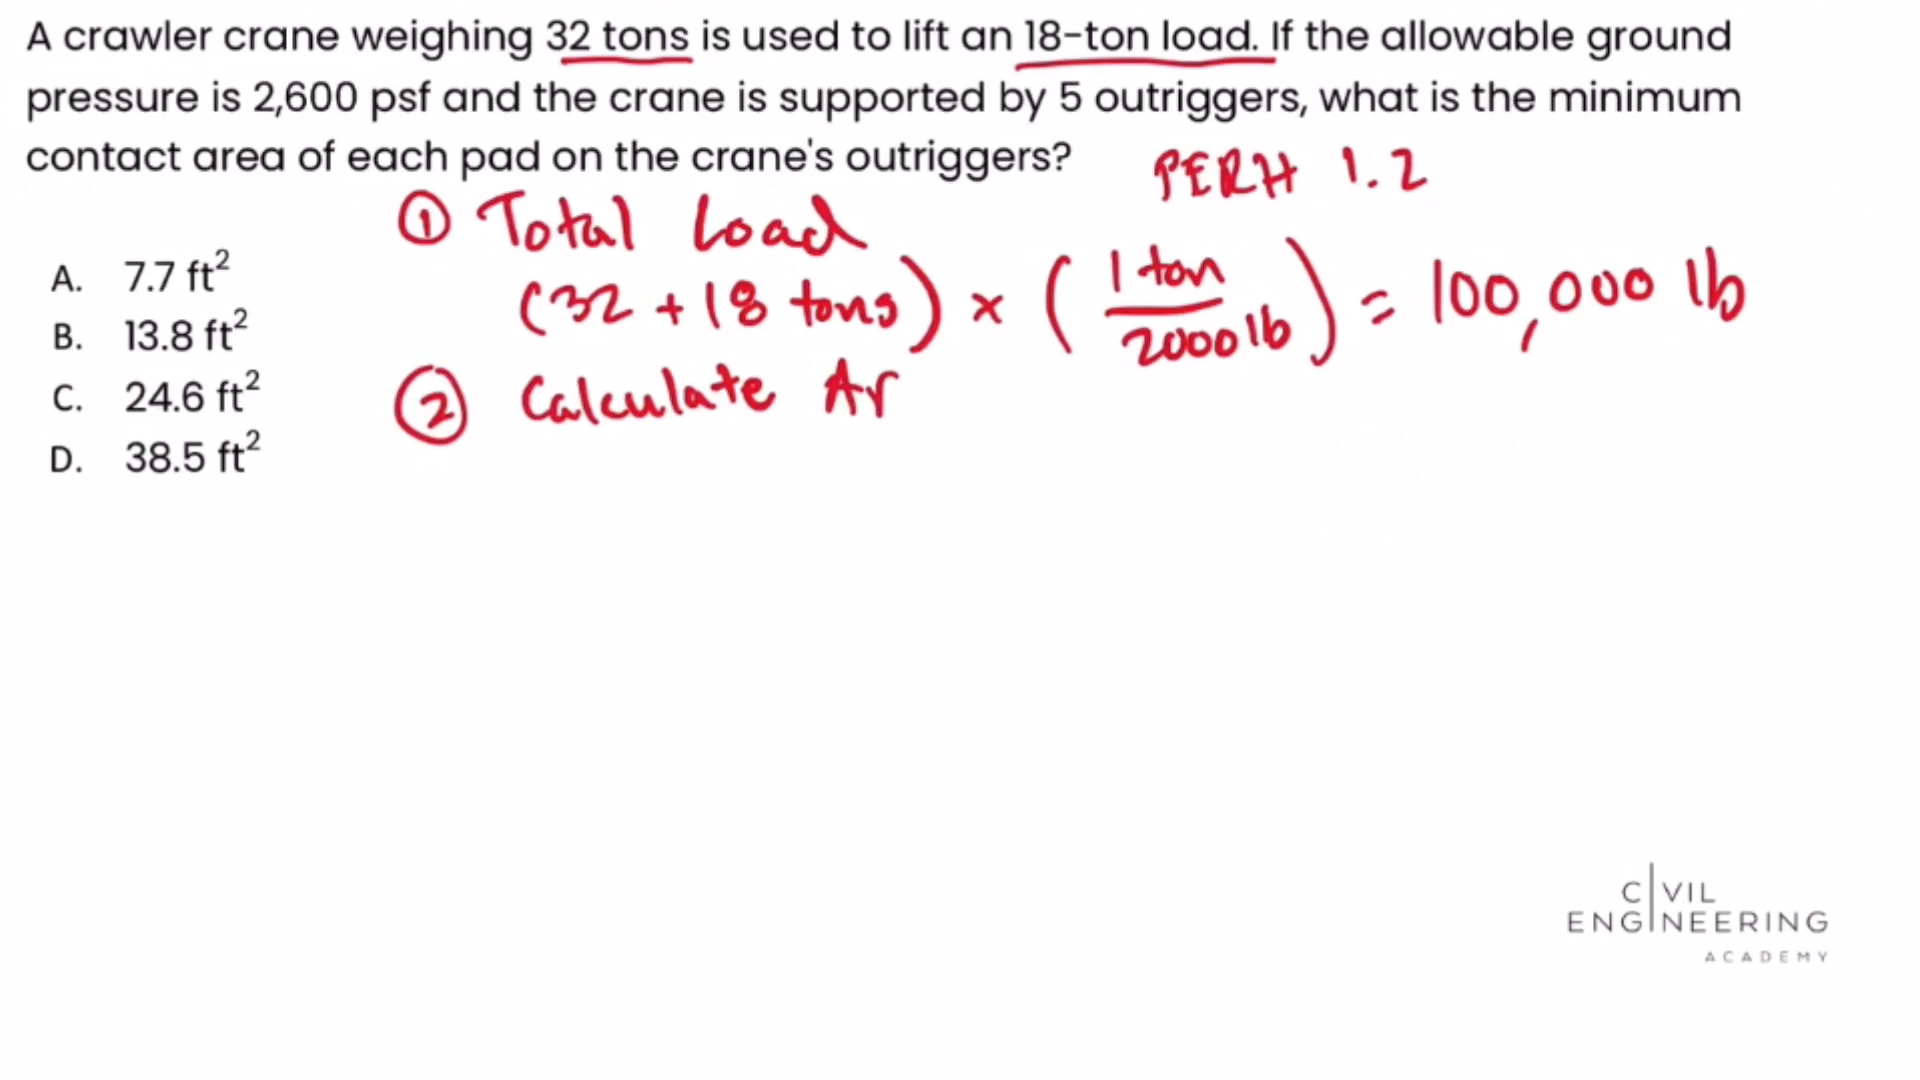 A crawler crane weighing 32 tons is used to lift an 18-ton load. If the allowable ground
pressure is 2,600 psf and the crane is supported by 5 outriggers, what is the minimum
contact area of each pad on the crane's outriggers?
PERH 1.2
① Total Load
(32 + 18 tons) × (1 ton / 2000 lb) = 100,000 lb
② Calculate Ar
A. 7.7 ft²
B. 13.8 ft²
C. 24.6 ft²
D. 38.5 ft²
CIVIL
ENGINEERING
ACADEMY